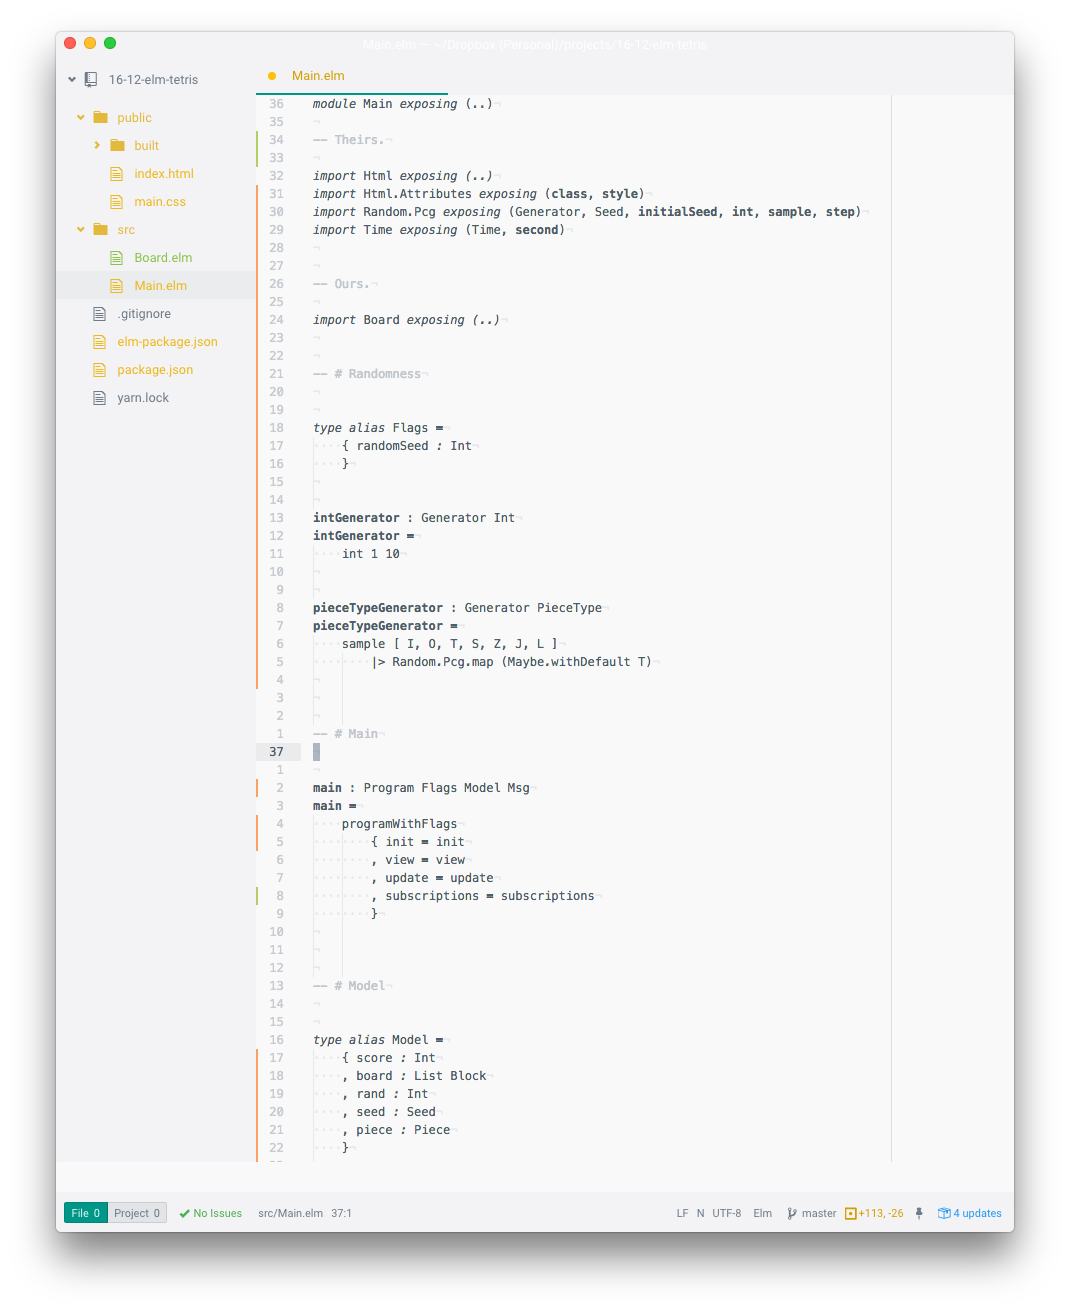 Main.elm — ~/Dropbox (Personal)/projects/16-12-elm-tetris
16-12-elm-tetris
public
built
index.html
main.css
src
Board.elm
Main.elm
.gitignore
elm-package.json
package.json
yarn.lock
Main.elm
36 module Main exposing (..)
35
34 -- Theirs.
33
32 import Html exposing (..)
31 import Html.Attributes exposing (class, style)
30 import Random.Pcg exposing (Generator, Seed, initialSeed, int, sample, step)
29 import Time exposing (Time, second)
28
27
26 -- Ours.
25
24 import Board exposing (..)
23
22
21 -- # Randomness
20
19
18 type alias Flags =
17     { randomSeed : Int
16     }
15
14
13 intGenerator : Generator Int
12 intGenerator =
11     int 1 10
10
9
8 pieceTypeGenerator : Generator PieceType
7 pieceTypeGenerator =
6     sample [ I, O, T, S, Z, J, L ]
5         |> Random.Pcg.map (Maybe.withDefault T)
4
3
2
1 -- # Main
37
1
2 main : Program Flags Model Msg
3 main =
4     programWithFlags
5         { init = init
6         , view = view
7         , update = update
8         , subscriptions = subscriptions
9         }
10
11
12
13 -- # Model
14
15
16 type alias Model =
17     { score : Int
18     , board : List Block
19     , rand : Int
20     , seed : Seed
21     , piece : Piece
22     }
File 0 Project 0 No Issues src/Main.elm 37:1 LF N UTF-8 Elm master +113, -26 4 updates